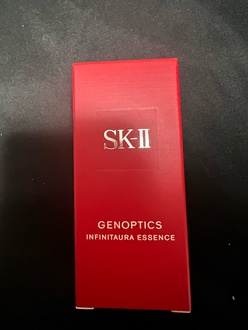 SK-II
GENOPTICS
INFINITAURA ESSENCE